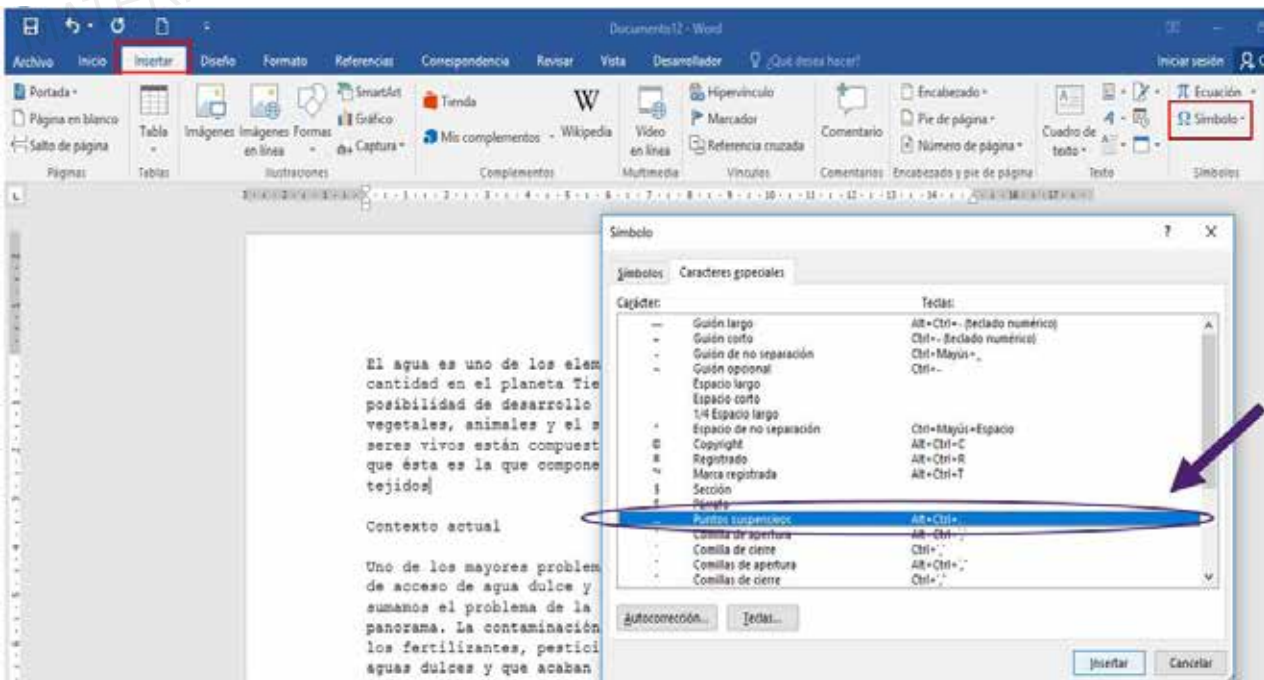 Documento12 - Word
Archivo Inicio Insertar Diseño Formato Referencias Correspondencia Revisar Vista Desarrollador ¿Qué desea hacer? Iniciar sesión
Portada
Página en blanco
Salto de página
Páginas
Tabla
Tablas
Imágenes
Imágenes en línea
Formas
SmartArt
Gráfico
Captura
Ilustraciones
Tienda
Mis complementos
Wikipedia
Complementos
Vídeo en línea
Multimedia
Hipervínculo
Marcador
Referencia cruzada
Vínculos
Comentario
Comentarios
Encabezado
Pie de página
Número de página
Encabezado y pie de página
Cuadro de texto
Texto
Ecuación
Símbolo
Símbolos
El agua es uno de los elem
cantidad en el planeta Tie
posibilidad de desarrollo
vegetales, animales y el s
seres vivos están compuest
que ésta es la que compone
tejidos
Contexto actual
Uno de los mayores problem
de acceso de agua dulce y
sumamos el problema de la
panorama. La contaminación
los fertilizantes, pestici
aguas dulces y que acaban
Símbolo ? X
Símbolos Caracteres especiales
Carácter: Teclas:
— Guión largo Alt+Ctrl+- (teclado numérico)
– Guión corto Ctrl+- (teclado numérico)
- Guión de no separación Ctrl+Mayús+_
Guión opcional Ctrl+-
Espacio largo
Espacio corto
1/4 Espacio largo
° Espacio de no separación Ctrl+Mayús+Espacio
© Copyright Alt+Ctrl+C
® Registrado Alt+Ctrl+R
™ Marca registrada Alt+Ctrl+T
§ Sección
Párrafo
… Puntos suspensivos Alt+Ctrl+.
Comilla de apertura
Comilla de cierre
Comillas de apertura
Comillas de cierre
Autocorrección... Teclas...
Insertar Cancelar